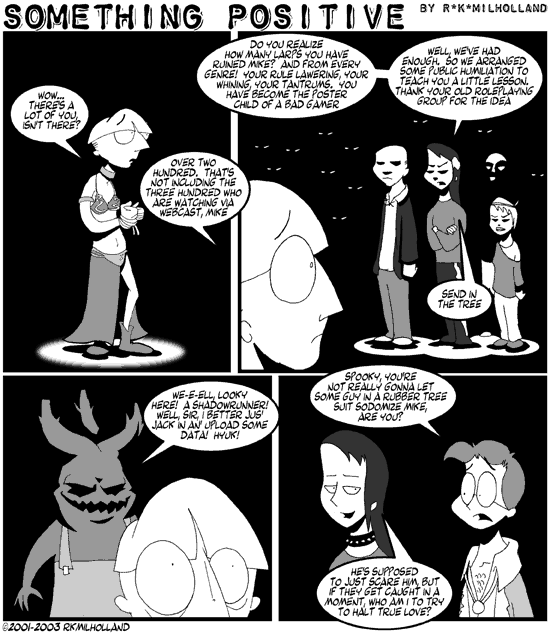 SOMETHING POSITIVE BY R*K*MILHOLLAND
WOW...
THERE'S A
LOT OF YOU,
ISN'T THERE?
OVER TWO
HUNDRED. THAT'S
NOT INCLUDING THE
THREE HUNDRED WHO
ARE WATCHING VIA
WEBCAST, MIKE
DO YOU REALIZE
HOW MANY LARPS YOU HAVE
RUINED MIKE? AND FROM EVERY
GENRE! YOUR RULE LAWERING, YOUR
WHINING, YOUR TANTRUMS. YOU
HAVE BECOME THE POSTER
CHILD OF A BAD GAMER
WELL, WE'VE HAD
ENOUGH. SO WE ARRANGED
SOME PUBLIC HUMILIATION TO
TEACH YOU A LITTLE LESSON.
THANK YOUR OLD ROLEPLAYING
GROUP FOR THE IDEA
SEND IN
THE TREE
WE-E-ELL, LOOKY
HERE! A SHADOWRUNNER!
WELL, SIR, I BETTER JUS'
JACK IN AN' UPLOAD SOME
DATA! HYUK!
SPOOKY, YOU'RE
NOT REALLY GONNA LET
SOME GUY IN A RUBBER TREE
SUIT SODOMIZE MIKE,
ARE YOU?
HE'S SUPPOSED
TO JUST SCARE HIM, BUT
IF THEY GET CAUGHT IN A
MOMENT, WHO AM I TO TRY
TO HALT TRUE LOVE?
©2001-2003 RKMILHOLLAND